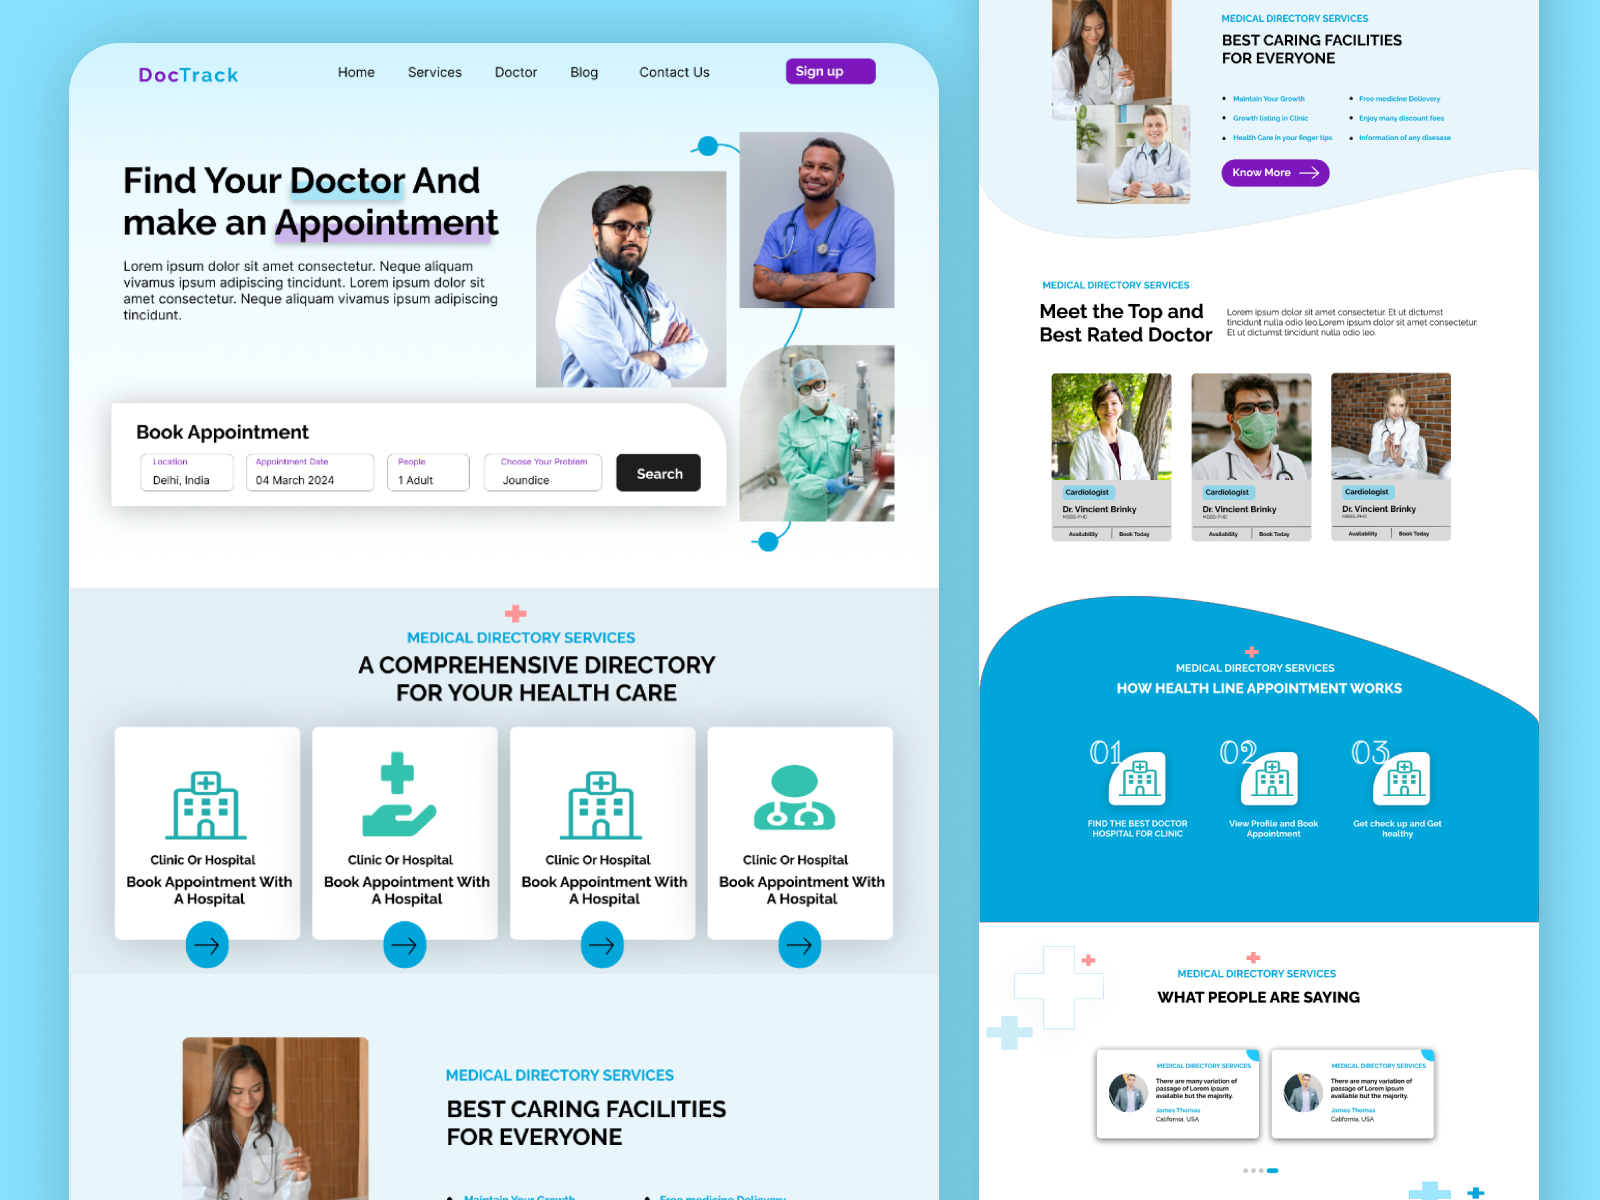 DocTrack
Home Services Doctor Blog Contact Us Sign up
Find Your Doctor And
make an Appointment
Lorem ipsum dolor sit amet consectetur. Neque aliquam
vivamus ipsum adipiscing tincidunt. Lorem ipsum dolor sit
amet consectetur. Neque aliquam vivamus ipsum adipiscing
tincidunt.
Book Appointment
Location Appointment Date People Choose Your Problem
Delhi, India 04 March 2024 1 Adult Joundice Search
MEDICAL DIRECTORY SERVICES
A COMPREHENSIVE DIRECTORY
FOR YOUR HEALTH CARE
Clinic Or Hospital
Book Appointment With
A Hospital
Clinic Or Hospital
Book Appointment With
A Hospital
Clinic Or Hospital
Book Appointment With
A Hospital
Clinic Or Hospital
Book Appointment With
A Hospital
MEDICAL DIRECTORY SERVICES
BEST CARING FACILITIES
FOR EVERYONE
Maintain Your Growth Free medicine Delievery
MEDICAL DIRECTORY SERVICES
BEST CARING FACILITIES
FOR EVERYONE
Maintain Your Growth Free medicine Delievery
Growth listing in Clinic Enjoy many discount fees
Health Care in your finger tips Information of any disesase
Know More
MEDICAL DIRECTORY SERVICES
Meet the Top and
Best Rated Doctor
Lorem ipsum dolor sit amet consectetur. Et ut dictumst
tincidunt nulla odio leo.Lorem ipsum dolor sit amet consectetur.
Et ut dictumst tincidunt nulla odio leo.
Cardiologist
Dr. Vincient Brinky
MBBS-PHD
Availability Book Today
Cardiologist
Dr. Vincient Brinky
MBBS-PHD
Availability Book Today
Cardiologist
Dr. Vincient Brinky
MBBS-PHD
Availability Book Today
MEDICAL DIRECTORY SERVICES
HOW HEALTH LINE APPOINTMENT WORKS
01
FIND THE BEST DOCTOR
HOSPITAL FOR CLINIC
02
View Profile and Book
Appointment
03
Get check up and Get
healthy
MEDICAL DIRECTORY SERVICES
WHAT PEOPLE ARE SAYING
MEDICAL DIRECTORY SERVICES
There are many variation of
passage of Lorem ipsum
available but the majority.
James Thomas
California, USA
MEDICAL DIRECTORY SERVICES
There are many variation of
passage of Lorem ipsum
available but the majority.
James Thomas
California, USA